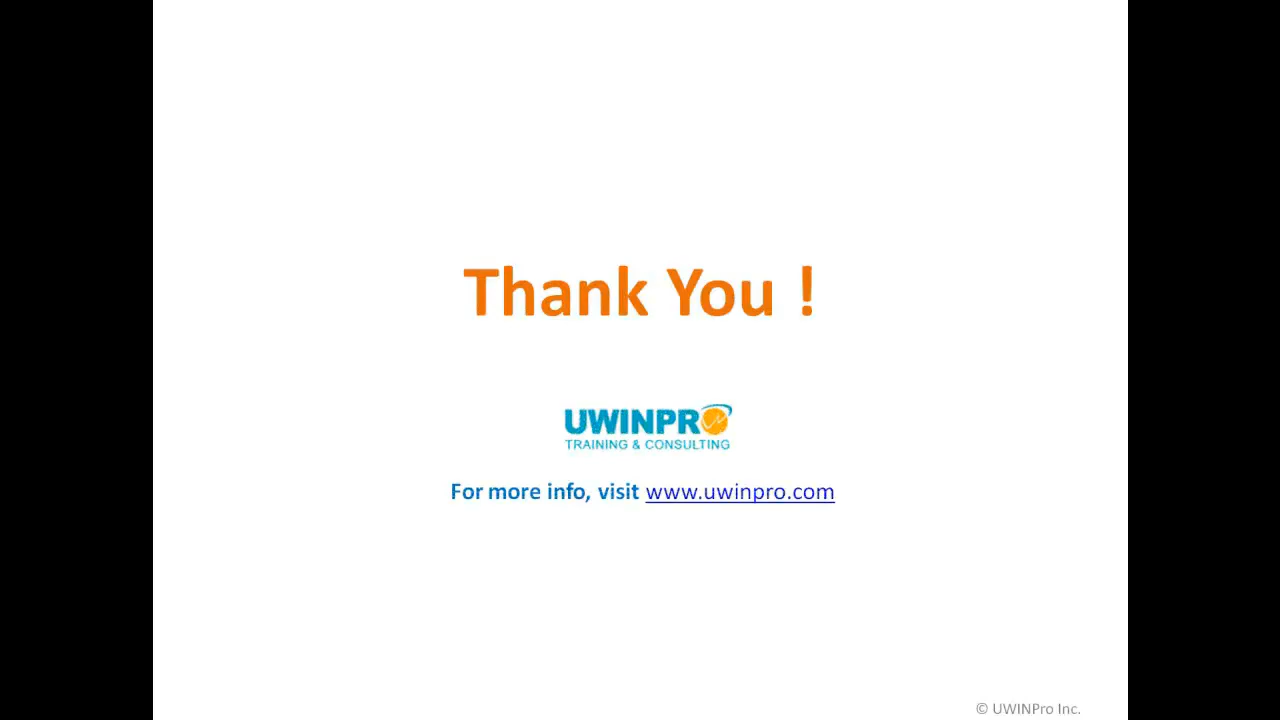 Thank You !
UWINPRO
TRAINING & CONSULTING
For more info, visit www.uwinpro.com
© UWINPro Inc.